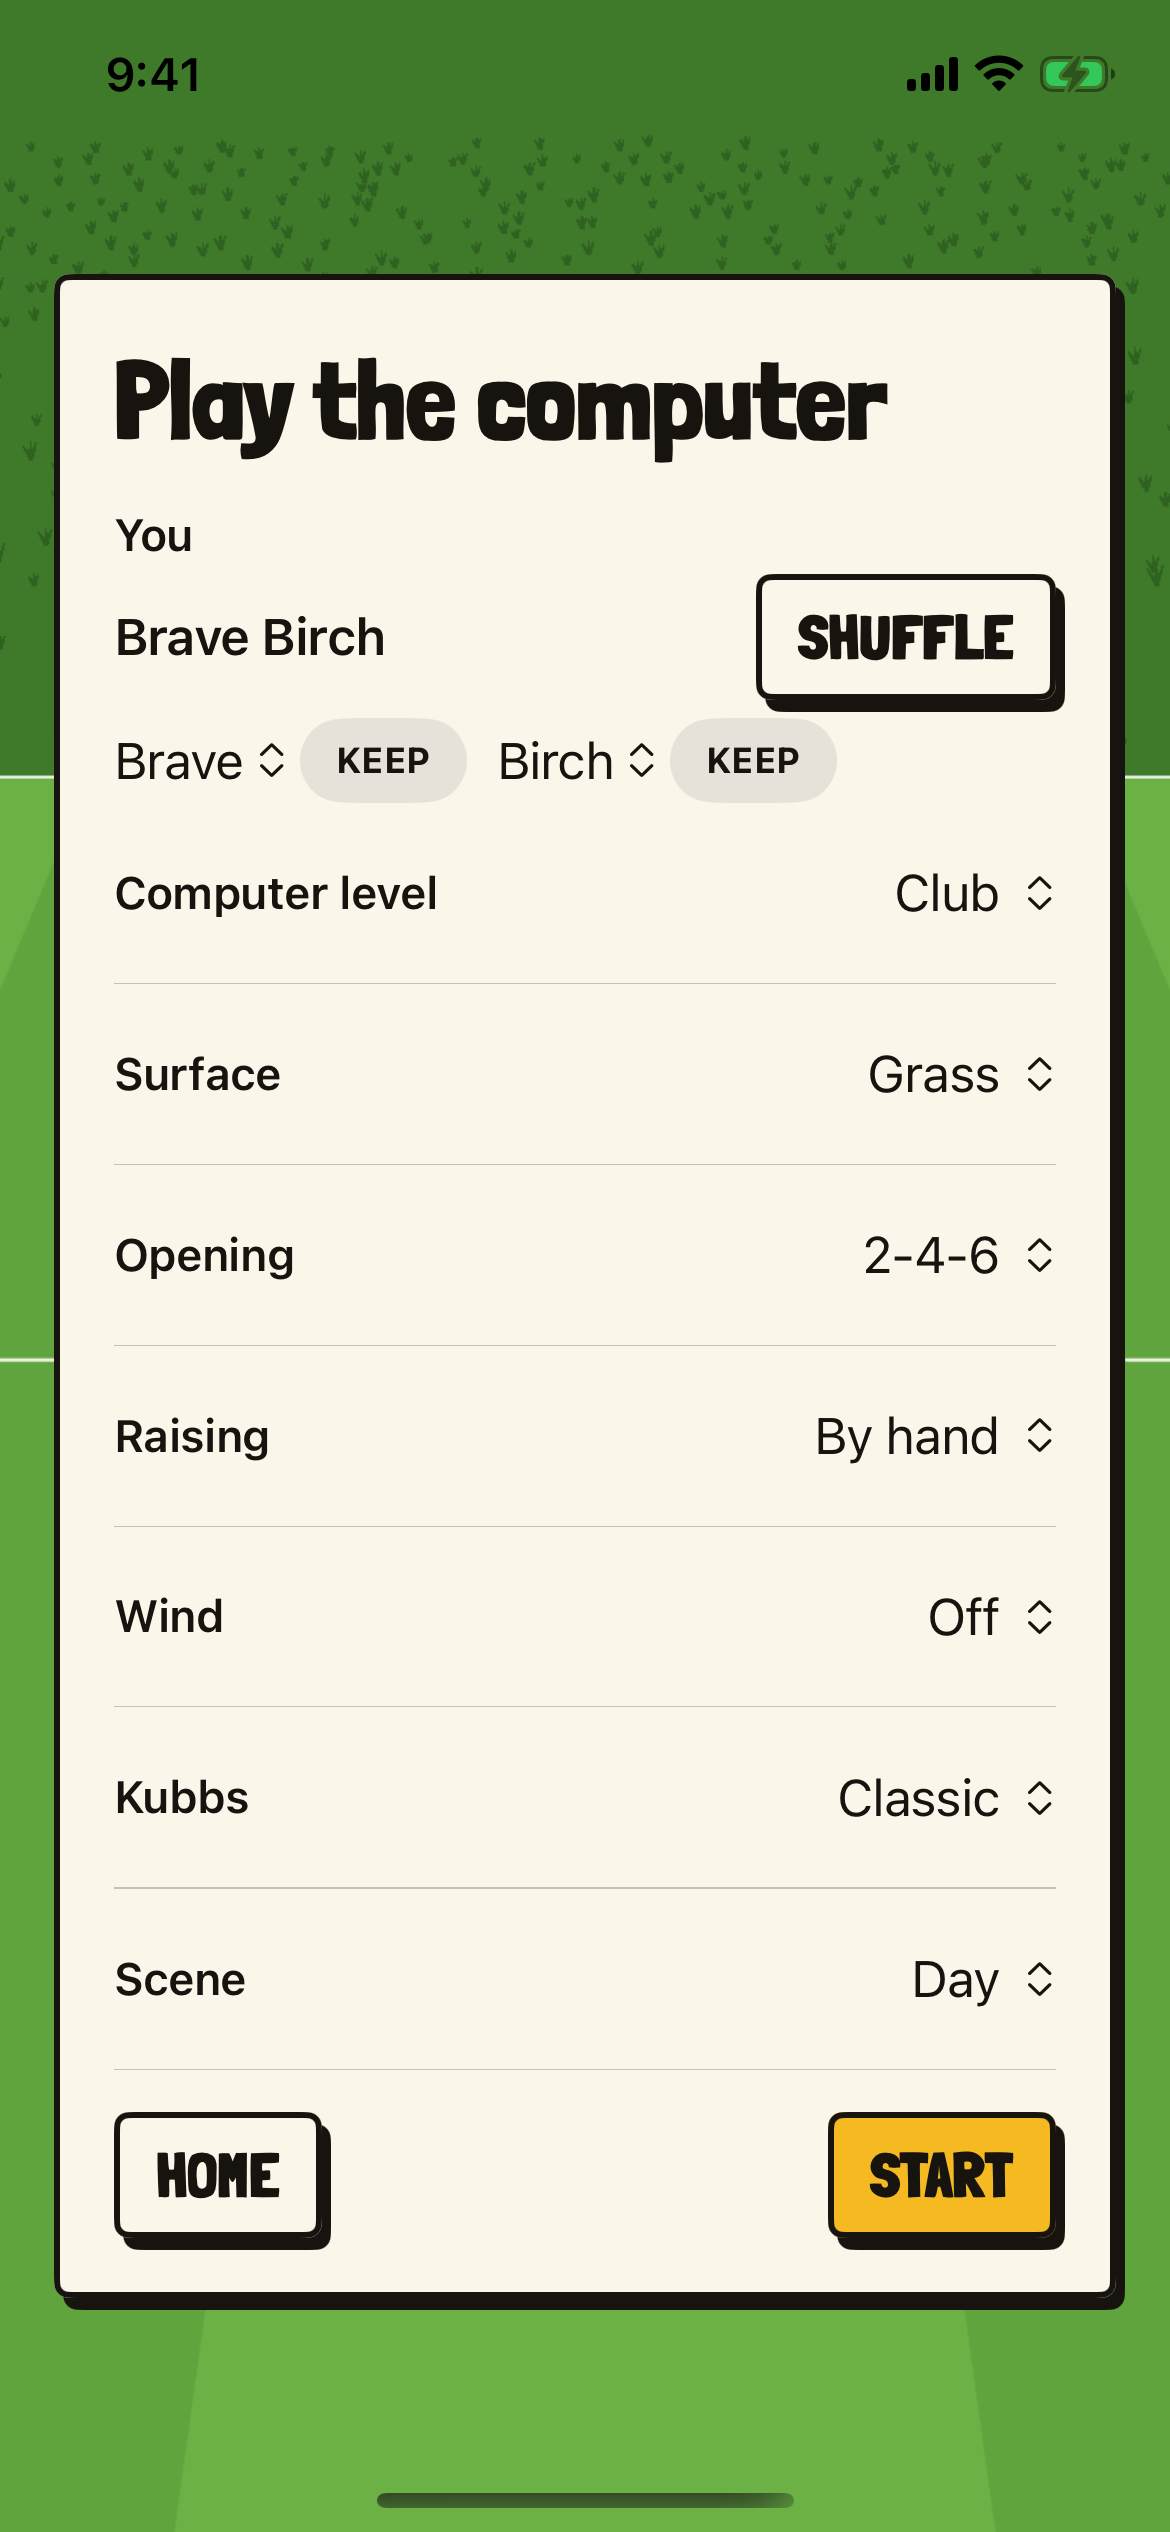 9:41
Play the computer
You
Brave Birch
SHUFFLE
Brave KEEP Birch KEEP
Computer level Club
Surface Grass
Opening 2-4-6
Raising By hand
Wind Off
Kubbs Classic
Scene Day
HOME START